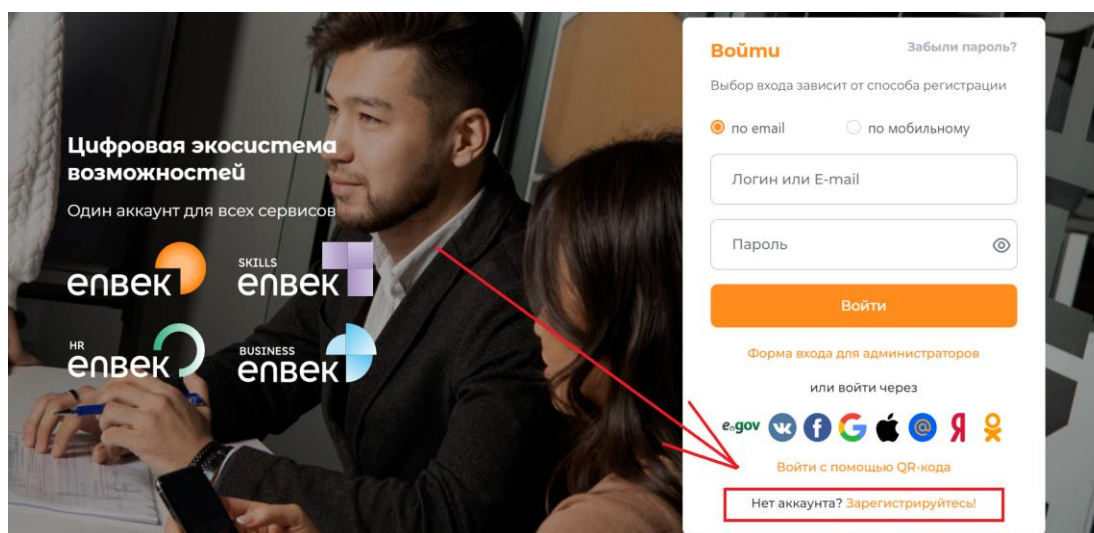 Цифровая экосистема
возможностей
Один аккаунт для всех сервисов
enbek
SKILLS
enbek
HR
enbek
BUSINESS
enbek
Войти
Забыли пароль?
Выбор входа зависит от способа регистрации
по email
по мобильному
Логин или E-mail
Пароль
Войти
Форма входа для администраторов
или войти через
e.gov
Войти с помощью QR-кода
Нет аккаунта? Зарегистрируйтесь!